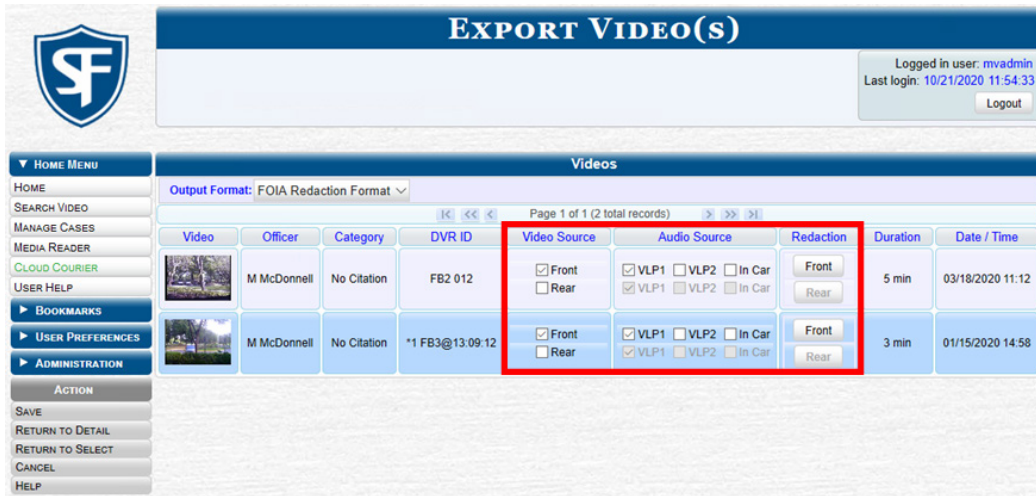 EXPORT VIDEO(S)
SF
Logged in user: mvadmin
Last login: 10/21/2020 11:54:33
Logout
▼ HOME MENU
HOME
SEARCH VIDEO
MANAGE CASES
MEDIA READER
CLOUD COURIER
USER HELP
► BOOKMARKS
► USER PREFERENCES
► ADMINISTRATION
ACTION
SAVE
RETURN TO DETAIL
RETURN TO SELECT
CANCEL
HELP
Videos
Output Format: FOIA Redaction Format
Page 1 of 1 (2 total records)
Video Officer Category DVR ID Video Source Audio Source Redaction Duration Date / Time
M McDonnell No Citation FB2 012 Front VLP1 VLP2 In Car Front 5 min 03/18/2020 11:12
Rear VLP1 VLP2 In Car Rear
M McDonnell No Citation *1 FB3@13:09:12 Front VLP1 VLP2 In Car Front 3 min 01/15/2020 14:58
Rear VLP1 VLP2 In Car Rear